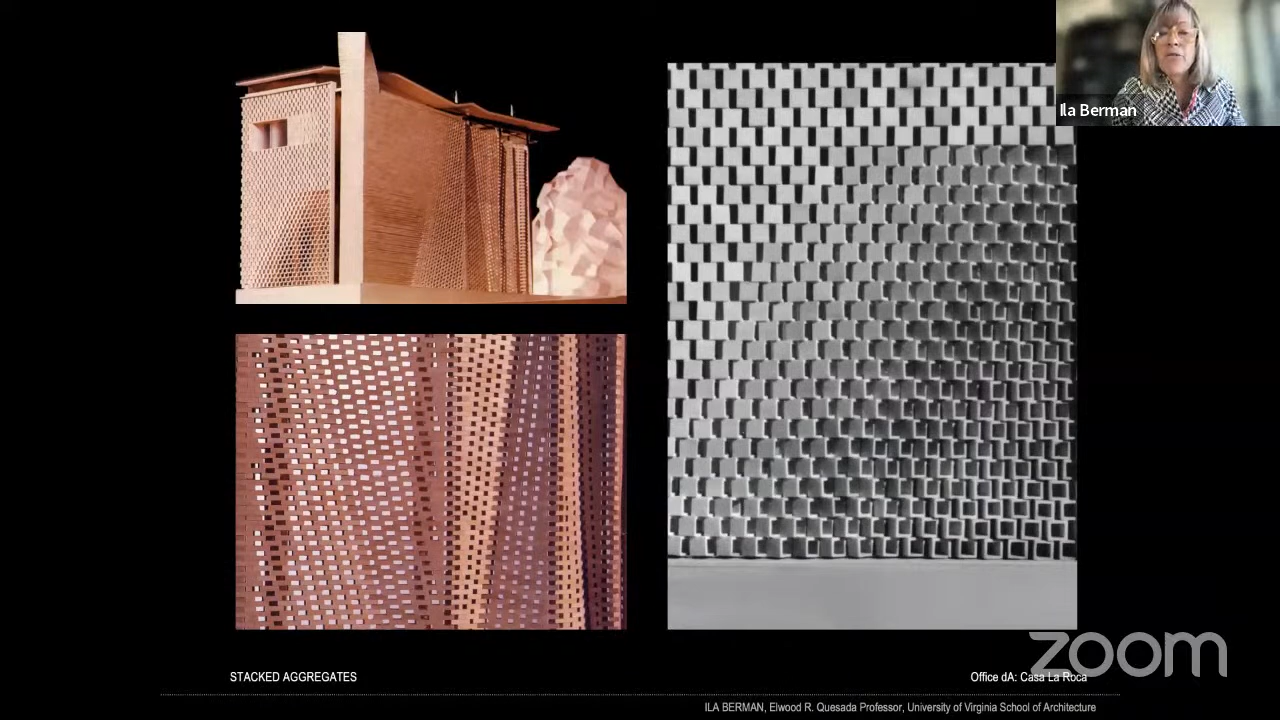 Ila Berman
zoom
STACKED AGGREGATES
Office dA: Casa La Roca
ILA BERMAN, Elwood R. Quesada Professor, University of Virginia School of Architecture